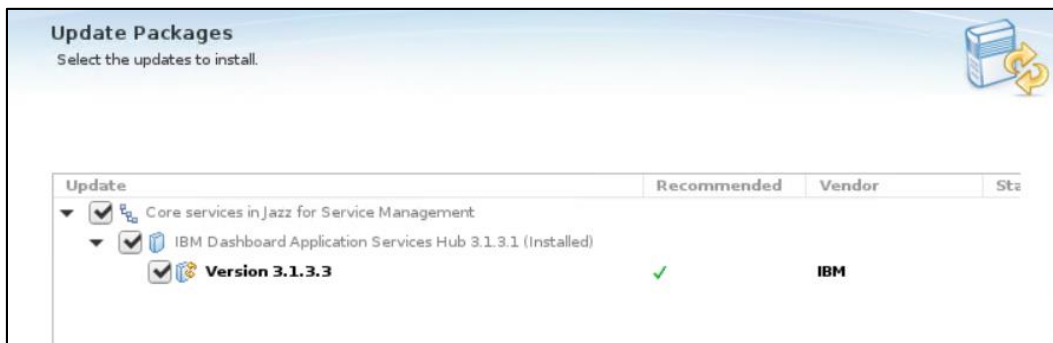 Update Packages
Select the updates to install.
Update Recommended Vendor Sta
Core services in Jazz for Service Management
IBM Dashboard Application Services Hub 3.1.3.1 (Installed)
Version 3.1.3.3 IBM